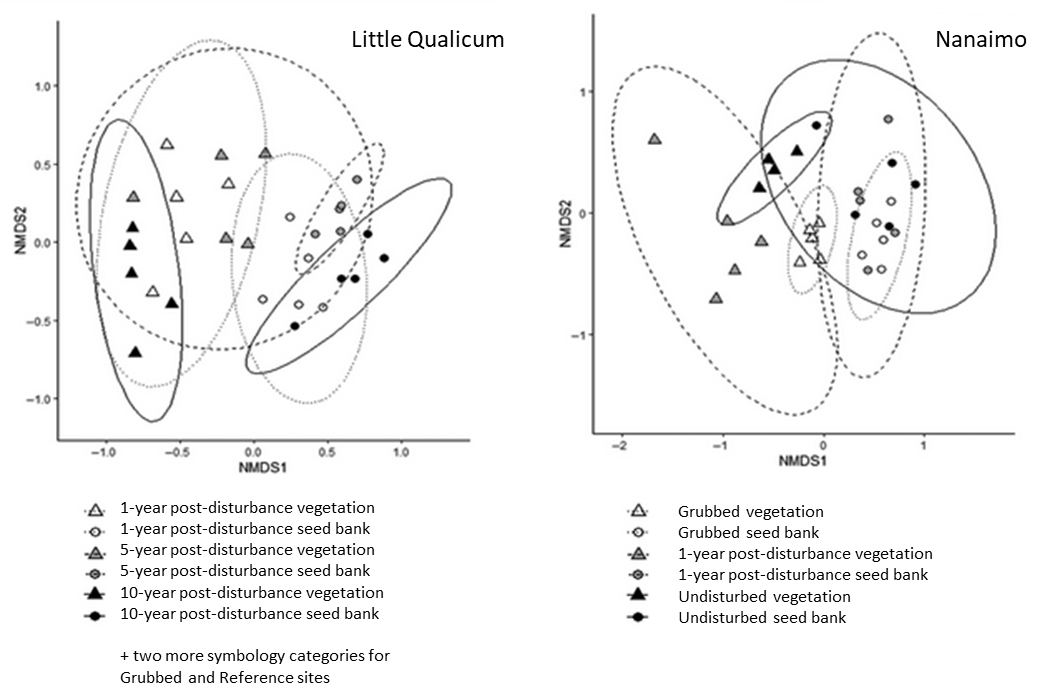 Little Qualicum
1.0
0.5
0.0
−0.5
−1.0
NMDS2
−1.0
−0.5
0.0
0.5
1.0
NMDS1
1-year post-disturbance vegetation
1-year post-disturbance seed bank
5-year post-disturbance vegetation
5-year post-disturbance seed bank
10-year post-disturbance vegetation
10-year post-disturbance seed bank
+ two more symbology categories for
Grubbed and Reference sites
Nanaimo
1
0
−1
NMDS2
−2
−1
0
1
NMDS1
Grubbed vegetation
Grubbed seed bank
1-year post-disturbance vegetation
1-year post-disturbance seed bank
Undisturbed vegetation
Undisturbed seed bank